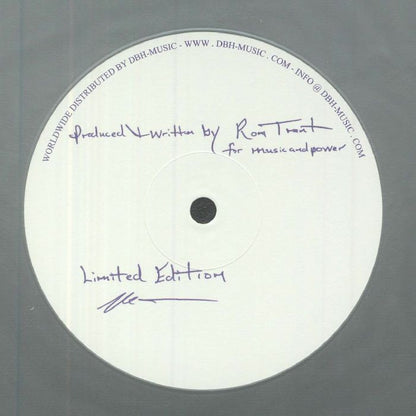 WORLDWIDE DISTRIBUTED BY DBH-MUSIC - WWW . DBH-MUSIC . COM - INFO @ DBH-MUSIC . COM
Produced & Written by Ron Trent
for musicandpower
Limited Edition